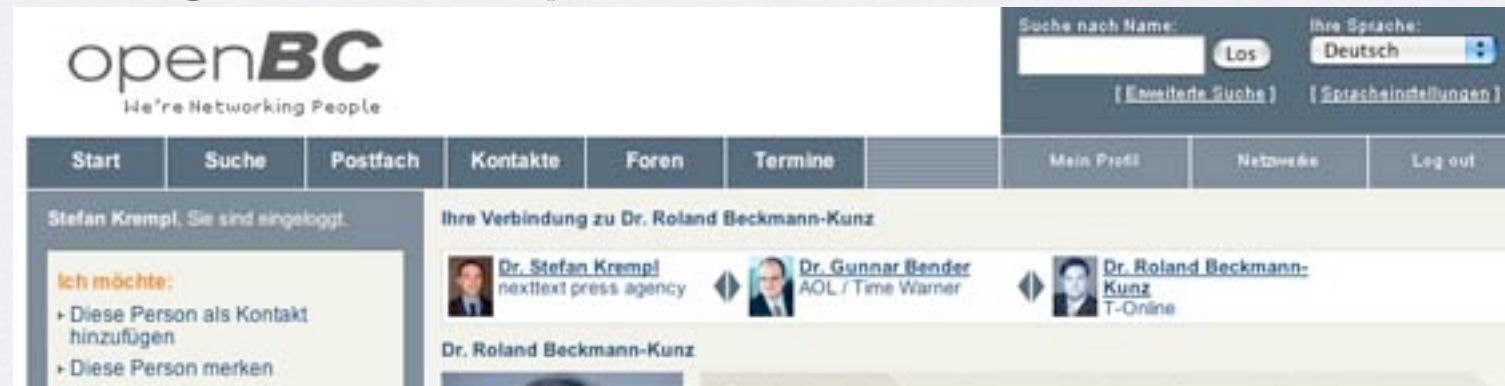 openBC
We're Networking People
Suche nach Name:
Los
Ihre Sprache:
Deutsch
[ Erweiterte Suche ]
[ Spracheinstellungen ]
Start
Suche
Postfach
Kontakte
Foren
Termine
Mein Profil
Netzwerke
Log out
Stefan Krempl, Sie sind eingeloggt.
Ich möchte:
Diese Person als Kontakt
hinzufügen
Diese Person merken
Ihre Verbindung zu Dr. Roland Beckmann-Kunz
Dr. Stefan Krempl
nexttext press agency
Dr. Gunnar Bender
AOL / Time Warner
Dr. Roland Beckmann-
Kunz
T-Online
Dr. Roland Beckmann-Kunz